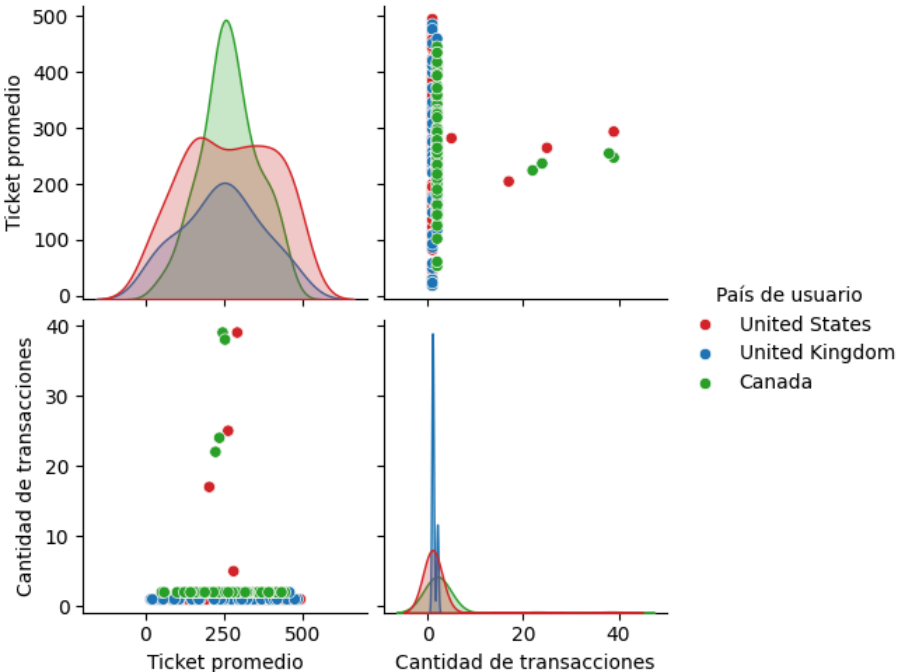 500
400
300
200
100
0
Ticket promedio
País de usuario
United States
United Kingdom
Canada
40
30
20
10
0
Cantidad de transacciones
0 250 500
Ticket promedio
0 20 40
Cantidad de transacciones